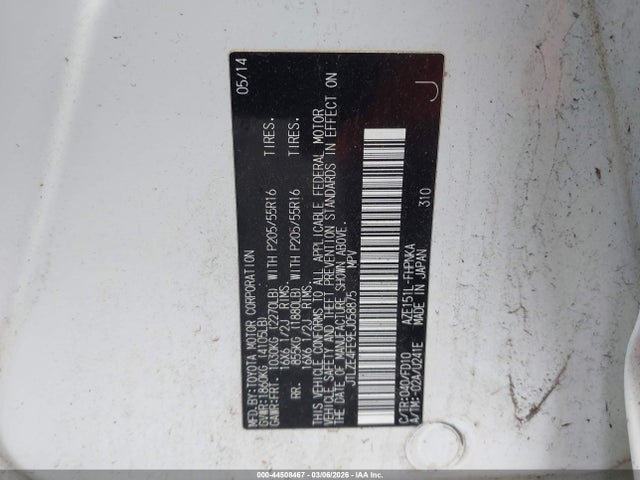 MFD.BY:TOYOTA MOTOR CORPORATION 05/14
GVWR:1860KG (4105LB)
GAWR:FRT. 1030KG (2270LB) WITH P205/55R16 TIRES.
16X6 1/2J RIMS.
RR. 855KG (1880LB) WITH P205/55R16 TIRES.
16X6 1/2J RIMS.
THIS VEHICLE CONFORMS TO ALL APPLICABLE FEDERAL MOTOR
VEHICLE SAFETY AND THEFT PREVENTION STANDARDS IN EFFECT ON
THE DATE OF MANUFACTURE SHOWN ABOVE.
JTLZE4FE9EJ058875 MPV
C/TR:040/FD10 AZE151L-FHPNKA
A/TM:-02A/U241E MADE IN JAPAN
310
J
000-44508467 | 03/06/2026 | IAA Inc.